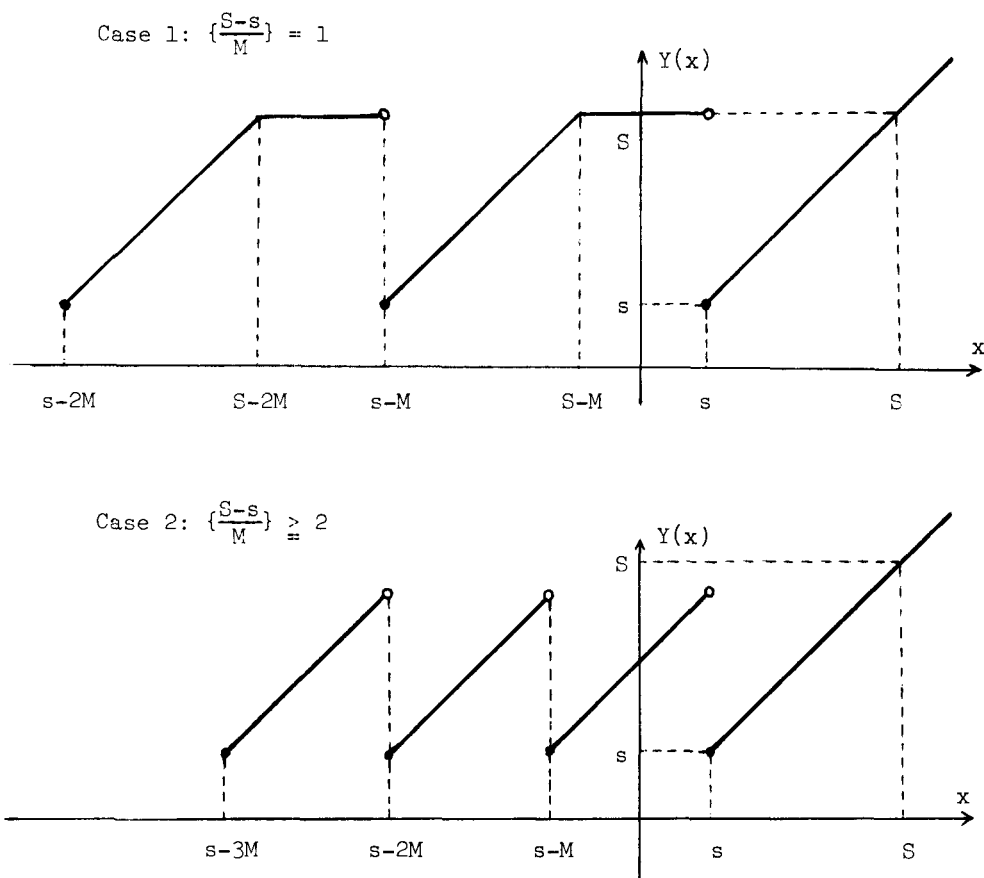 Case 1: {S-s/M} = 1
Y(x)
S
s
x
s-2M S-2M s-M S-M s S
Case 2: {S-s/M} ≧ 2
Y(x)
S
s
x
s-3M s-2M s-M s S